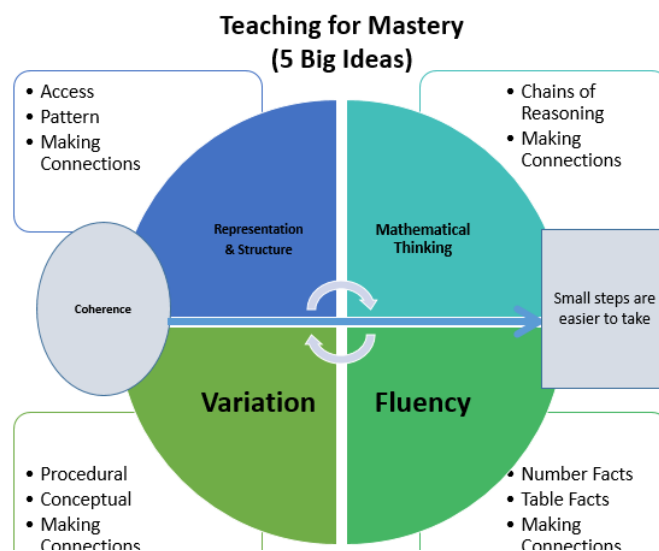 Teaching for Mastery
(5 Big Ideas)
• Access
• Pattern
• Making
Connections
• Chains of
Reasoning
• Making
Connections
Representation
& Structure
Mathematical
Thinking
Coherence
Small steps are
easier to take
Variation
Fluency
• Procedural
• Conceptual
• Making
Connections
• Number Facts
• Table Facts
• Making
Connections